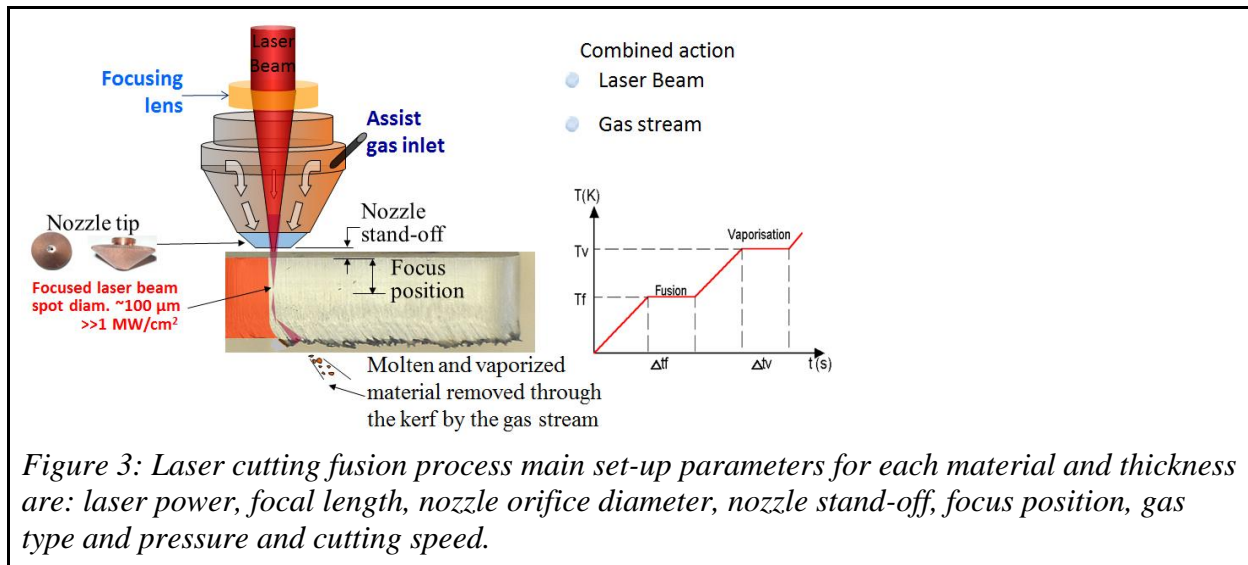 Laser
Beam
Focusing
lens
Assist
gas inlet
Nozzle tip
Nozzle
stand-off
Focus
position
Focused laser beam
spot diam. ~100 µm
>>1 MW/cm²
Molten and vaporized
material removed through
the kerf by the gas stream
Combined action
Laser Beam
Gas stream
T(K)
Vaporisation
Tv
Fusion
Tf
Δtf
Δtv
t(s)
Figure 3: Laser cutting fusion process main set-up parameters for each material and thickness
are: laser power, focal length, nozzle orifice diameter, nozzle stand-off, focus position, gas
type and pressure and cutting speed.